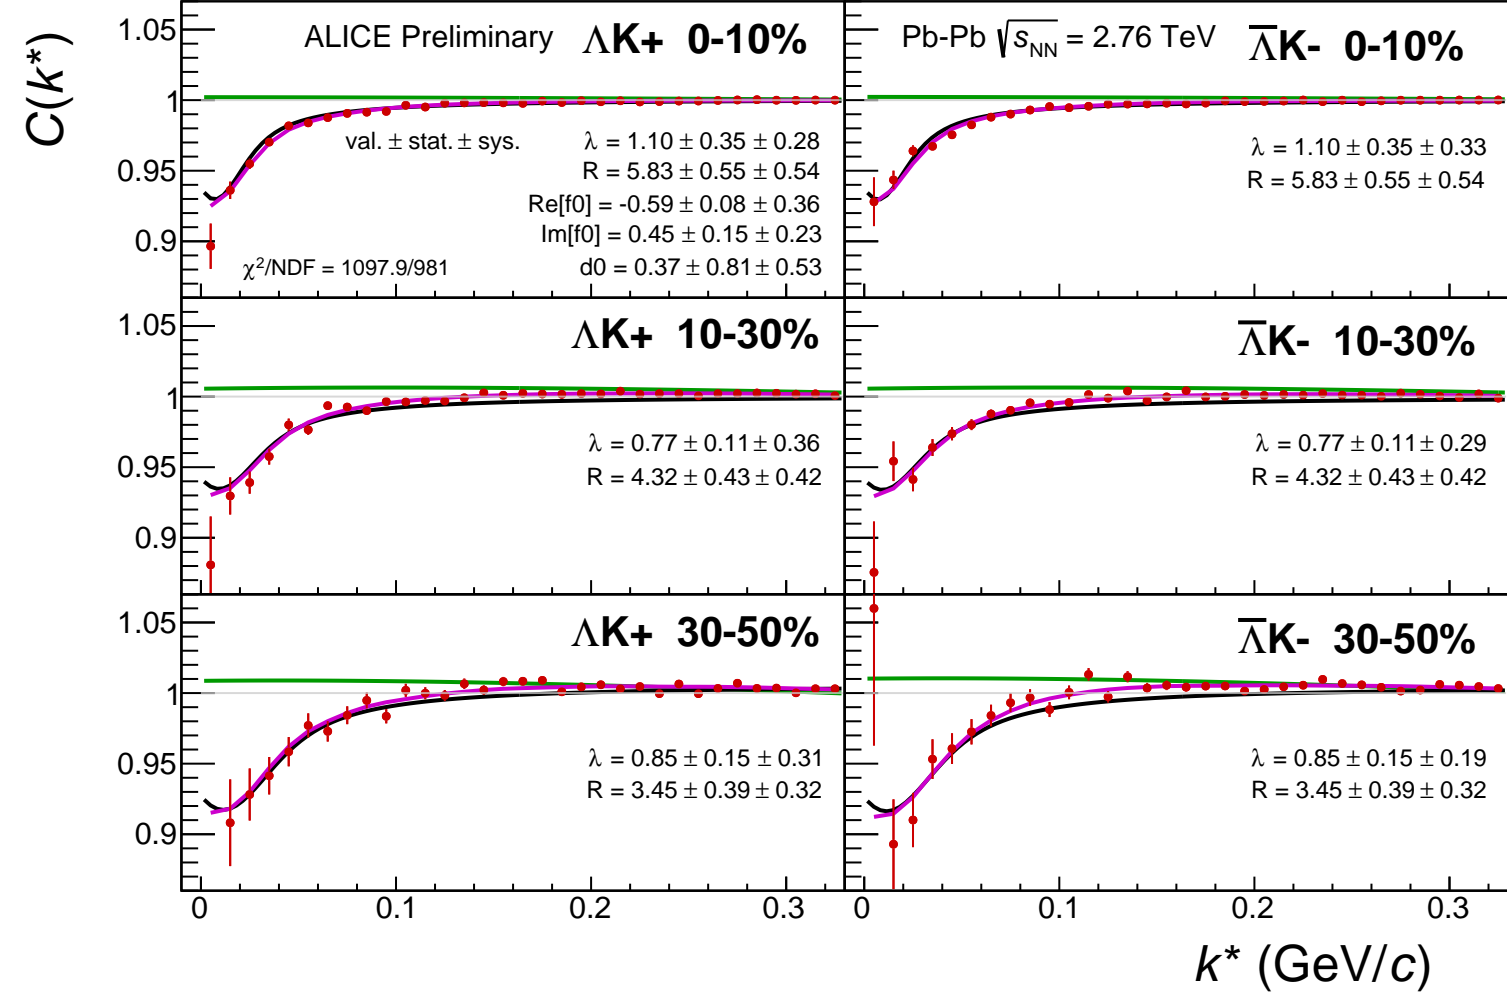 C(k*)
1.05
1
0.95
0.9
ALICE Preliminary ΛK+ 0-10%
val. ± stat. ± sys.
λ = 1.10 ± 0.35 ± 0.28
R = 5.83 ± 0.55 ± 0.54
Re[f0] = -0.59 ± 0.08 ± 0.36
Im[f0] = 0.45 ± 0.15 ± 0.23
χ²/NDF = 1097.9/981
d0 = 0.37 ± 0.81 ± 0.53
Pb-Pb √sNN = 2.76 TeV Λ̅K- 0-10%
λ = 1.10 ± 0.35 ± 0.33
R = 5.83 ± 0.55 ± 0.54
1.05
1
0.95
0.9
ΛK+ 10-30%
λ = 0.77 ± 0.11 ± 0.36
R = 4.32 ± 0.43 ± 0.42
Λ̅K- 10-30%
λ = 0.77 ± 0.11 ± 0.29
R = 4.32 ± 0.43 ± 0.42
1.05
1
0.95
0.9
ΛK+ 30-50%
λ = 0.85 ± 0.15 ± 0.31
R = 3.45 ± 0.39 ± 0.32
Λ̅K- 30-50%
λ = 0.85 ± 0.15 ± 0.19
R = 3.45 ± 0.39 ± 0.32
0 0.1 0.2 0.3 0 0.1 0.2 0.3
k* (GeV/c)